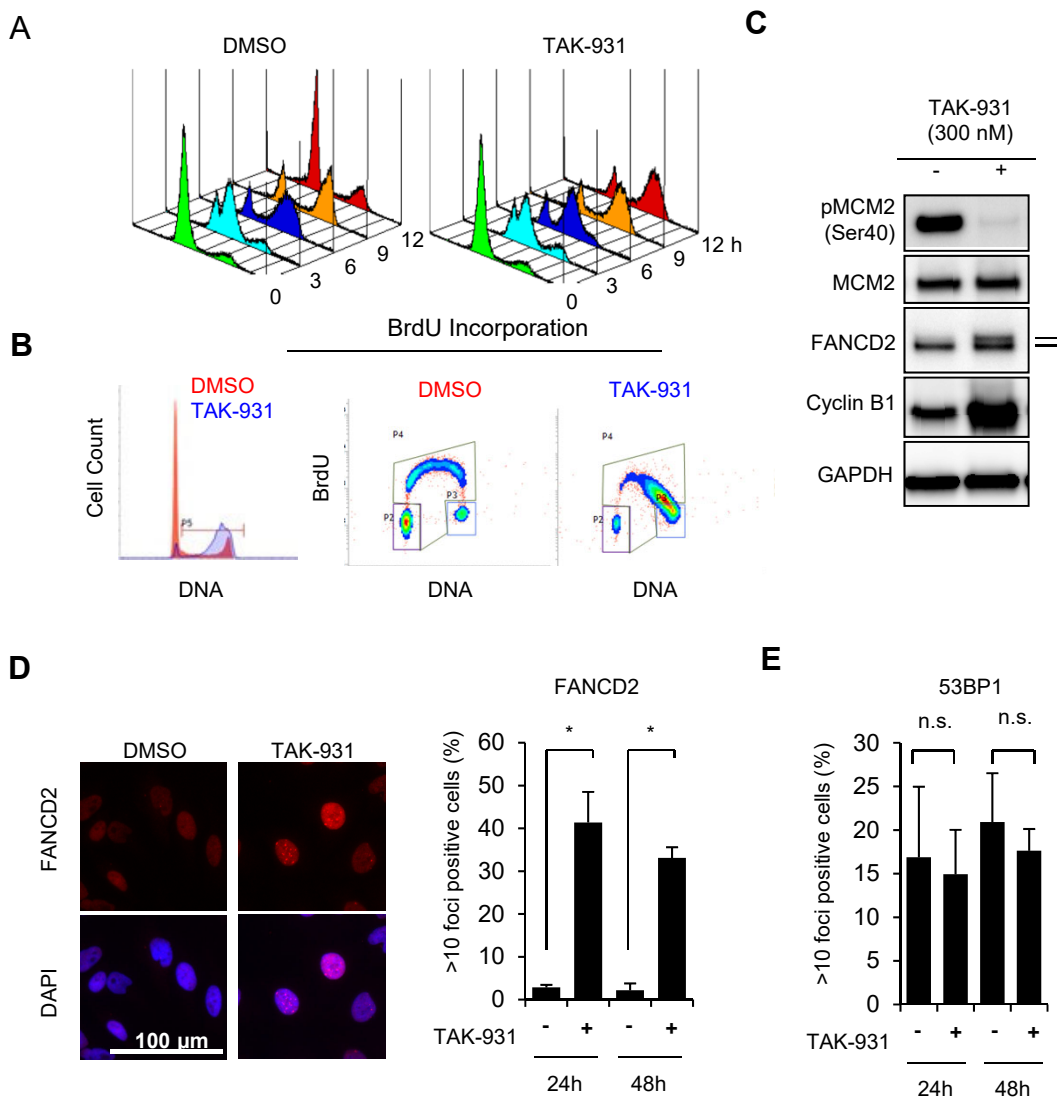 A
DMSO
TAK-931
0
3
6
9
12
0
3
6
9
12 h
B
BrdU Incorporation
DMSO
TAK-931
Cell Count
P5
DNA
DMSO
BrdU
P4
P2
P3
DNA
TAK-931
P4
P2
DNA
C
TAK-931
(300 nM)
- +
pMCM2
(Ser40)
MCM2
FANCD2
Cyclin B1
GAPDH
D
DMSO
TAK-931
FANCD2
DAPI
100 µm
FANCD2
* *
>10 foci positive cells (%)
60
50
40
30
20
10
0
TAK-931 - + - +
24h 48h
E
53BP1
n.s. n.s.
>10 foci positive cells (%)
30
25
20
15
10
5
0
TAK-931 - + - +
24h 48h